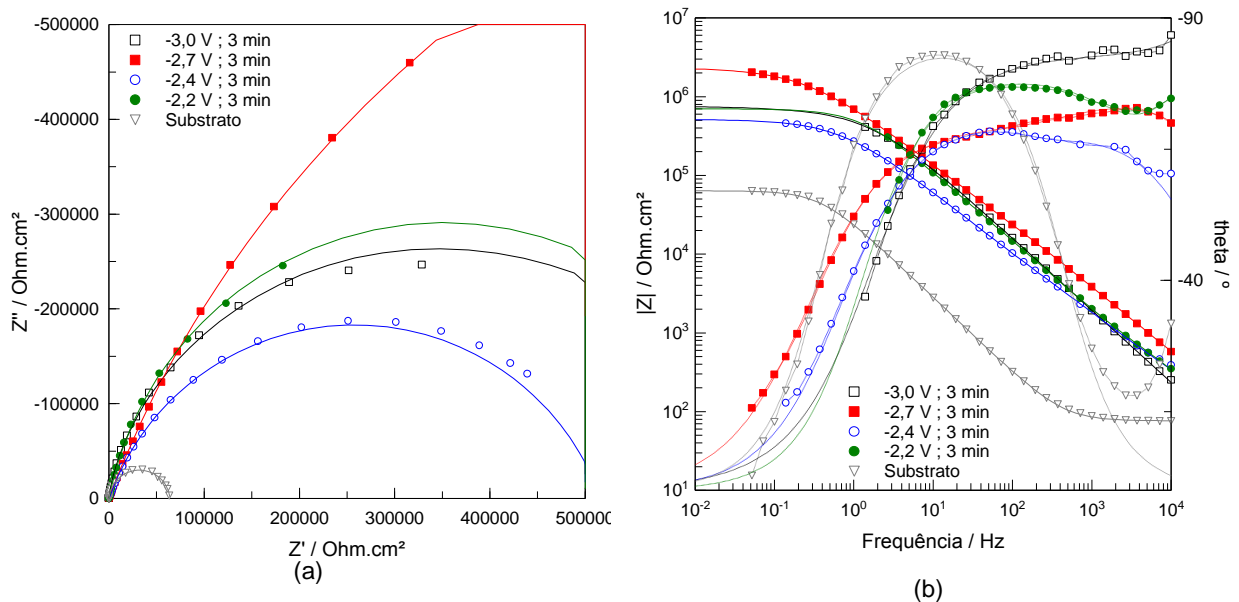 -500000
-400000
-300000
-200000
-100000
0
Z'' / Ohm.cm²
0 100000 200000 300000 400000 500000
Z' / Ohm.cm²
-3,0 V ; 3 min
-2,7 V ; 3 min
-2,4 V ; 3 min
-2,2 V ; 3 min
Substrato
(a)
10⁷
10⁶
10⁵
10⁴
10³
10²
10¹
|Z| / Ohm.cm²
10⁻² 10⁻¹ 10⁰ 10¹ 10² 10³ 10⁴
Frequência / Hz
-90
-40
theta / º
-3,0 V ; 3 min
-2,7 V ; 3 min
-2,4 V ; 3 min
-2,2 V ; 3 min
Substrato
(b)